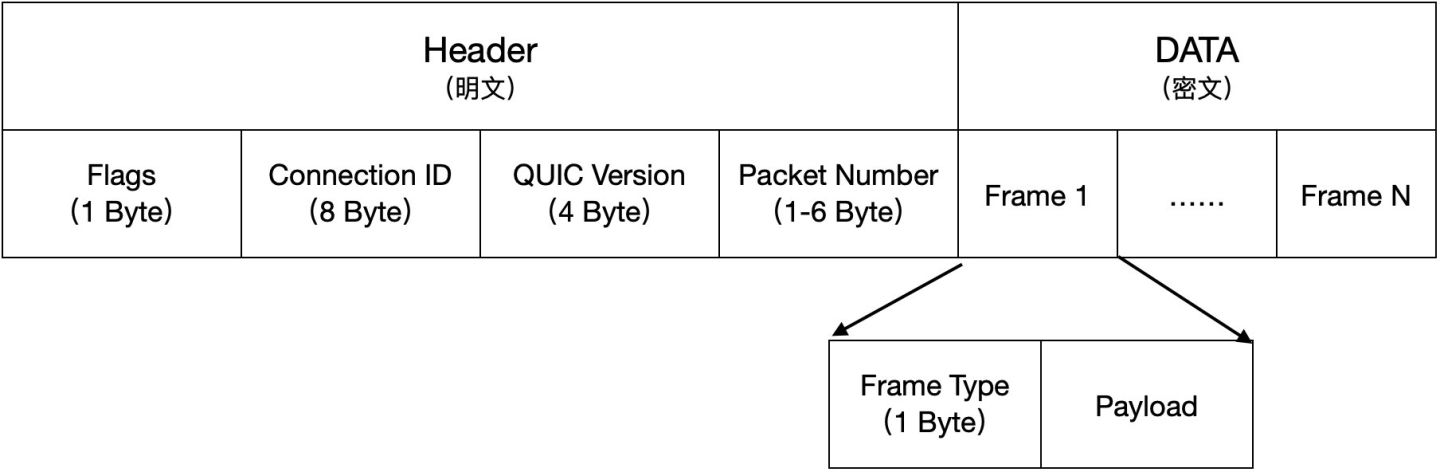 Header
（明文）
DATA
（密文）
Flags
（1 Byte）
Connection ID
（8 Byte）
QUIC Version
（4 Byte）
Packet Number
（1-6 Byte）
Frame 1
……
Frame N
Frame Type
（1 Byte）
Payload